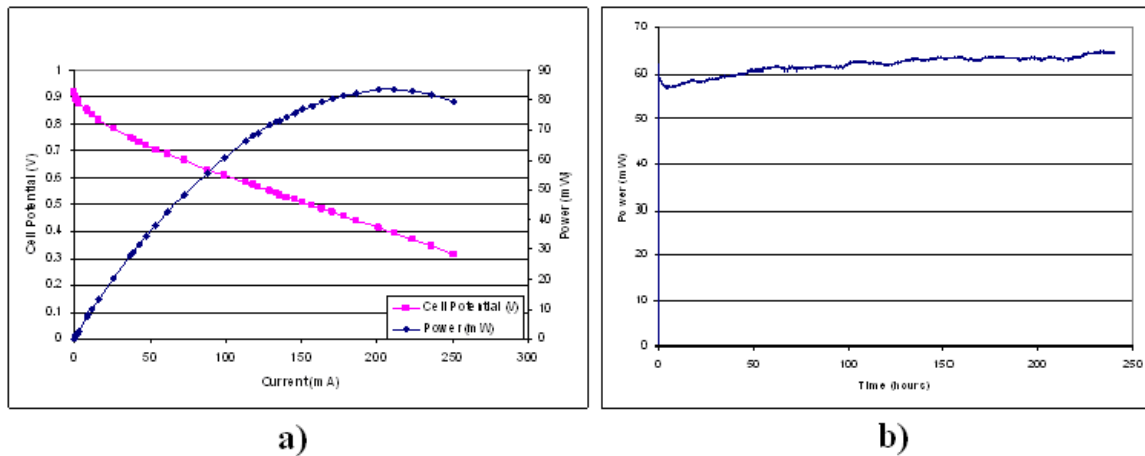 1
0.9
0.8
0.7
0.6
0.5
0.4
0.3
0.2
0.1
0
Cell Potential (V)
90
80
70
60
50
40
30
20
10
0
Power (mW)
Cell Potential (V)
Power (mW)
0 50 100 150 200 250 300
Current (mA)
a)
70
60
50
40
30
20
10
0
Power (mW)
0 50 100 150 200 250
Time (hours)
b)